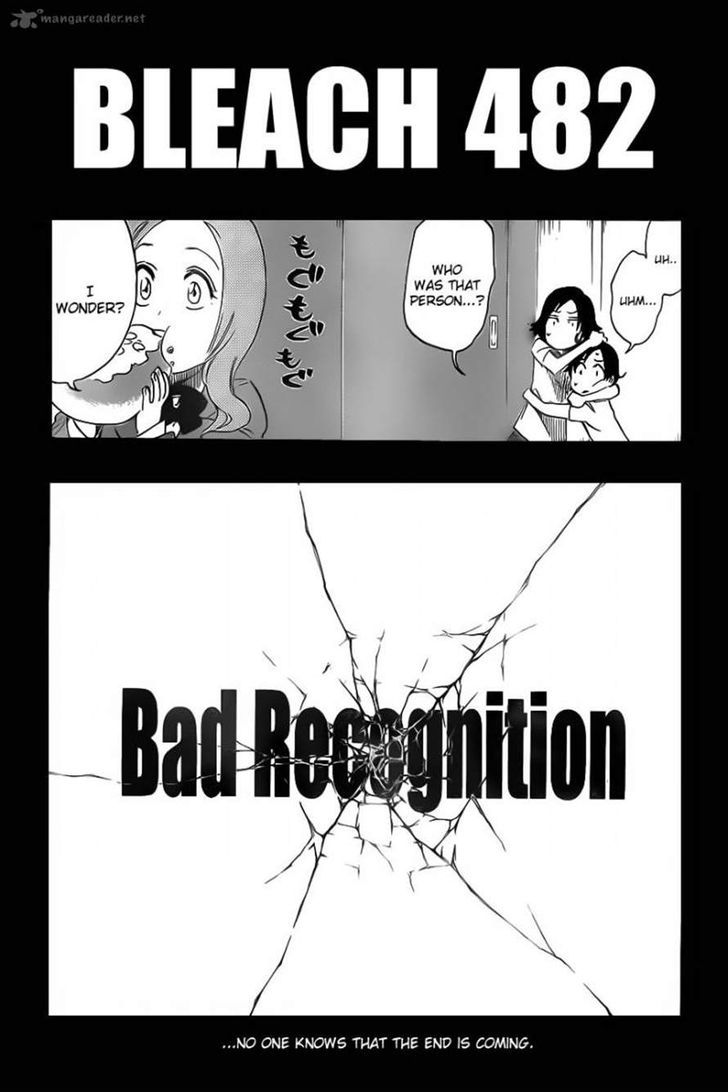 mangareader.net
BLEACH 482
UH..
UHM...
WHO
WAS THAT
PERSON...?
もぐもぐもぐ
I
WONDER?
Bad Recognition
...NO ONE KNOWS THAT THE END IS COMING.